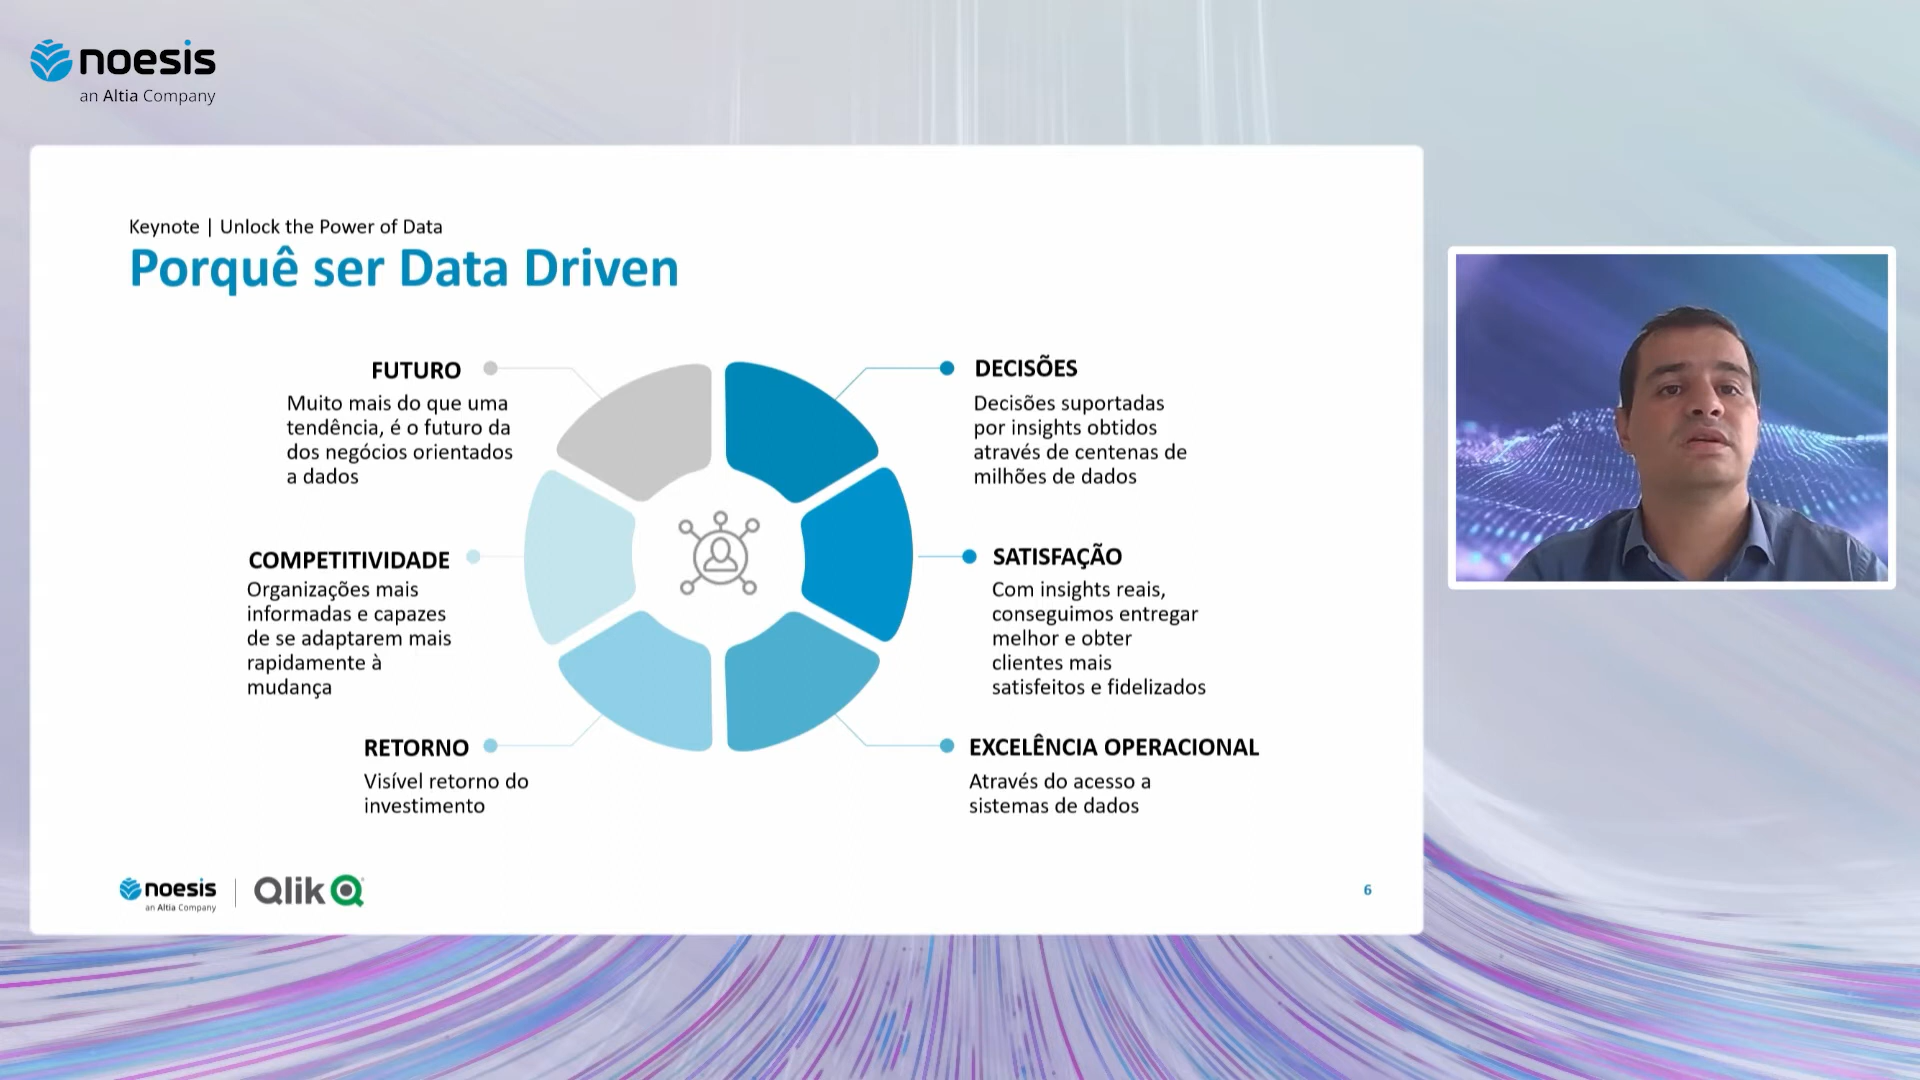 noesis
an Altia Company
Keynote | Unlock the Power of Data
Porquê ser Data Driven
FUTURO
Muito mais do que uma
tendência, é o futuro da
dos negócios orientados
a dados
DECISÕES
Decisões suportadas
por insights obtidos
através de centenas de
milhões de dados
COMPETITIVIDADE
Organizações mais
informadas e capazes
de se adaptarem mais
rapidamente à
mudança
SATISFAÇÃO
Com insights reais,
conseguimos entregar
melhor e obter
clientes mais
satisfeitos e fidelizados
RETORNO
Visível retorno do
investimento
EXCELÊNCIA OPERACIONAL
Através do acesso a
sistemas de dados
noesis
an Altia Company
Qlik
6